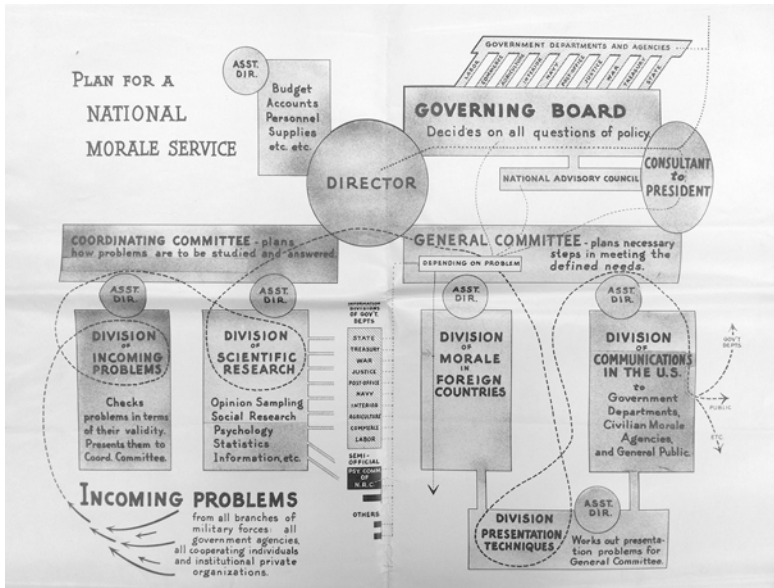 PLAN FOR A
NATIONAL
MORALE SERVICE
ASST.
DIR.
Budget
Accounts
Personnel
Supplies
etc. etc.
DIRECTOR
GOVERNMENT DEPARTMENTS AND AGENCIES
LABOR
COMMERCE
AGRICULTURE
INTERIOR
NAVY
POST-OFFICE
JUSTICE
WAR
TREASURY
STATE
GOVERNING BOARD
Decides on all questions of policy.
NATIONAL ADVISORY COUNCIL
CONSULTANT
to
PRESIDENT
COORDINATING COMMITTEE - plans
how problems are to be studied and answered.
GENERAL COMMITTEE - plans necessary
steps in meeting the
defined needs.
DEPENDING ON PROBLEM
ASST.
DIR.
DIVISION
OF
INCOMING
PROBLEMS
Checks
problems in terms
of their validity.
Presents them to
Coord. Committee.
ASST.
DIR.
DIVISION
OF
SCIENTIFIC
RESEARCH
Opinion Sampling
Social Research
Psychology
Statistics
Information, etc.
INFORMATION
DIVISIONS
OF GOV'T.
DEPTS
STATE
TREASURY
WAR
JUSTICE
POST-OFFICE
NAVY
INTERIOR
AGRICULTURE
COMMERCE
LABOR
SEMI-
OFFICIAL
PSY. COMM
OF
N.R.C.
OTHERS
ASST.
DIR.
DIVISION
OF
MORALE
IN
FOREIGN
COUNTRIES
ASST.
DIR.
DIVISION
OF
COMMUNICATIONS
IN THE U.S.
to
Government
Departments,
Civilian Morale
Agencies,
and General Public.
GOV'T
DEPTS
PUBLIC
ETC
INCOMING PROBLEMS
from all branches of
military forces: all
government agencies,
all cooperating individuals
and institutional private
organizations.
ASST.
DIR.
DIVISION
PRESENTATION
TECHNIQUES
Works out presenta-
tion problems for
General Committee.